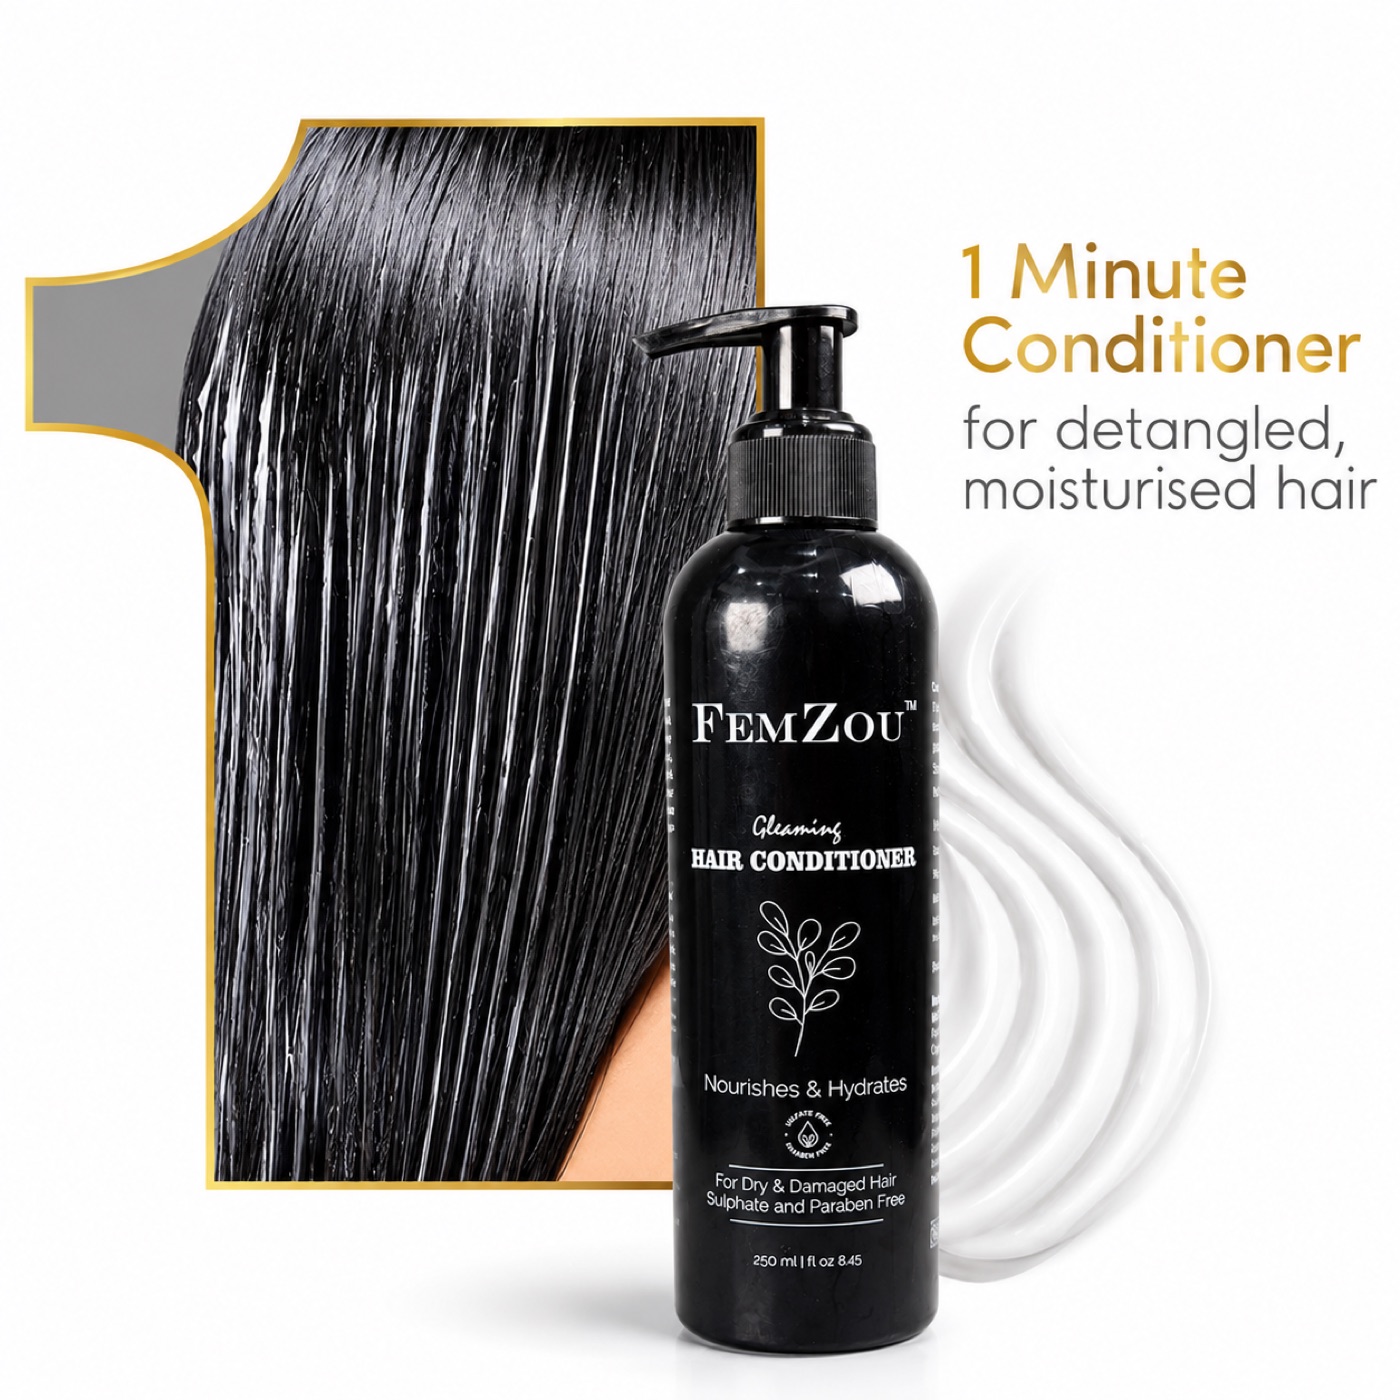 1 Minute
Conditioner
for detangled,
moisturised hair
FEMZOU™
Gleaming
HAIR CONDITIONER
Nourishes & Hydrates
For Dry & Damaged Hair
Sulphate and Paraben Free
250 ml | fl oz 8.45